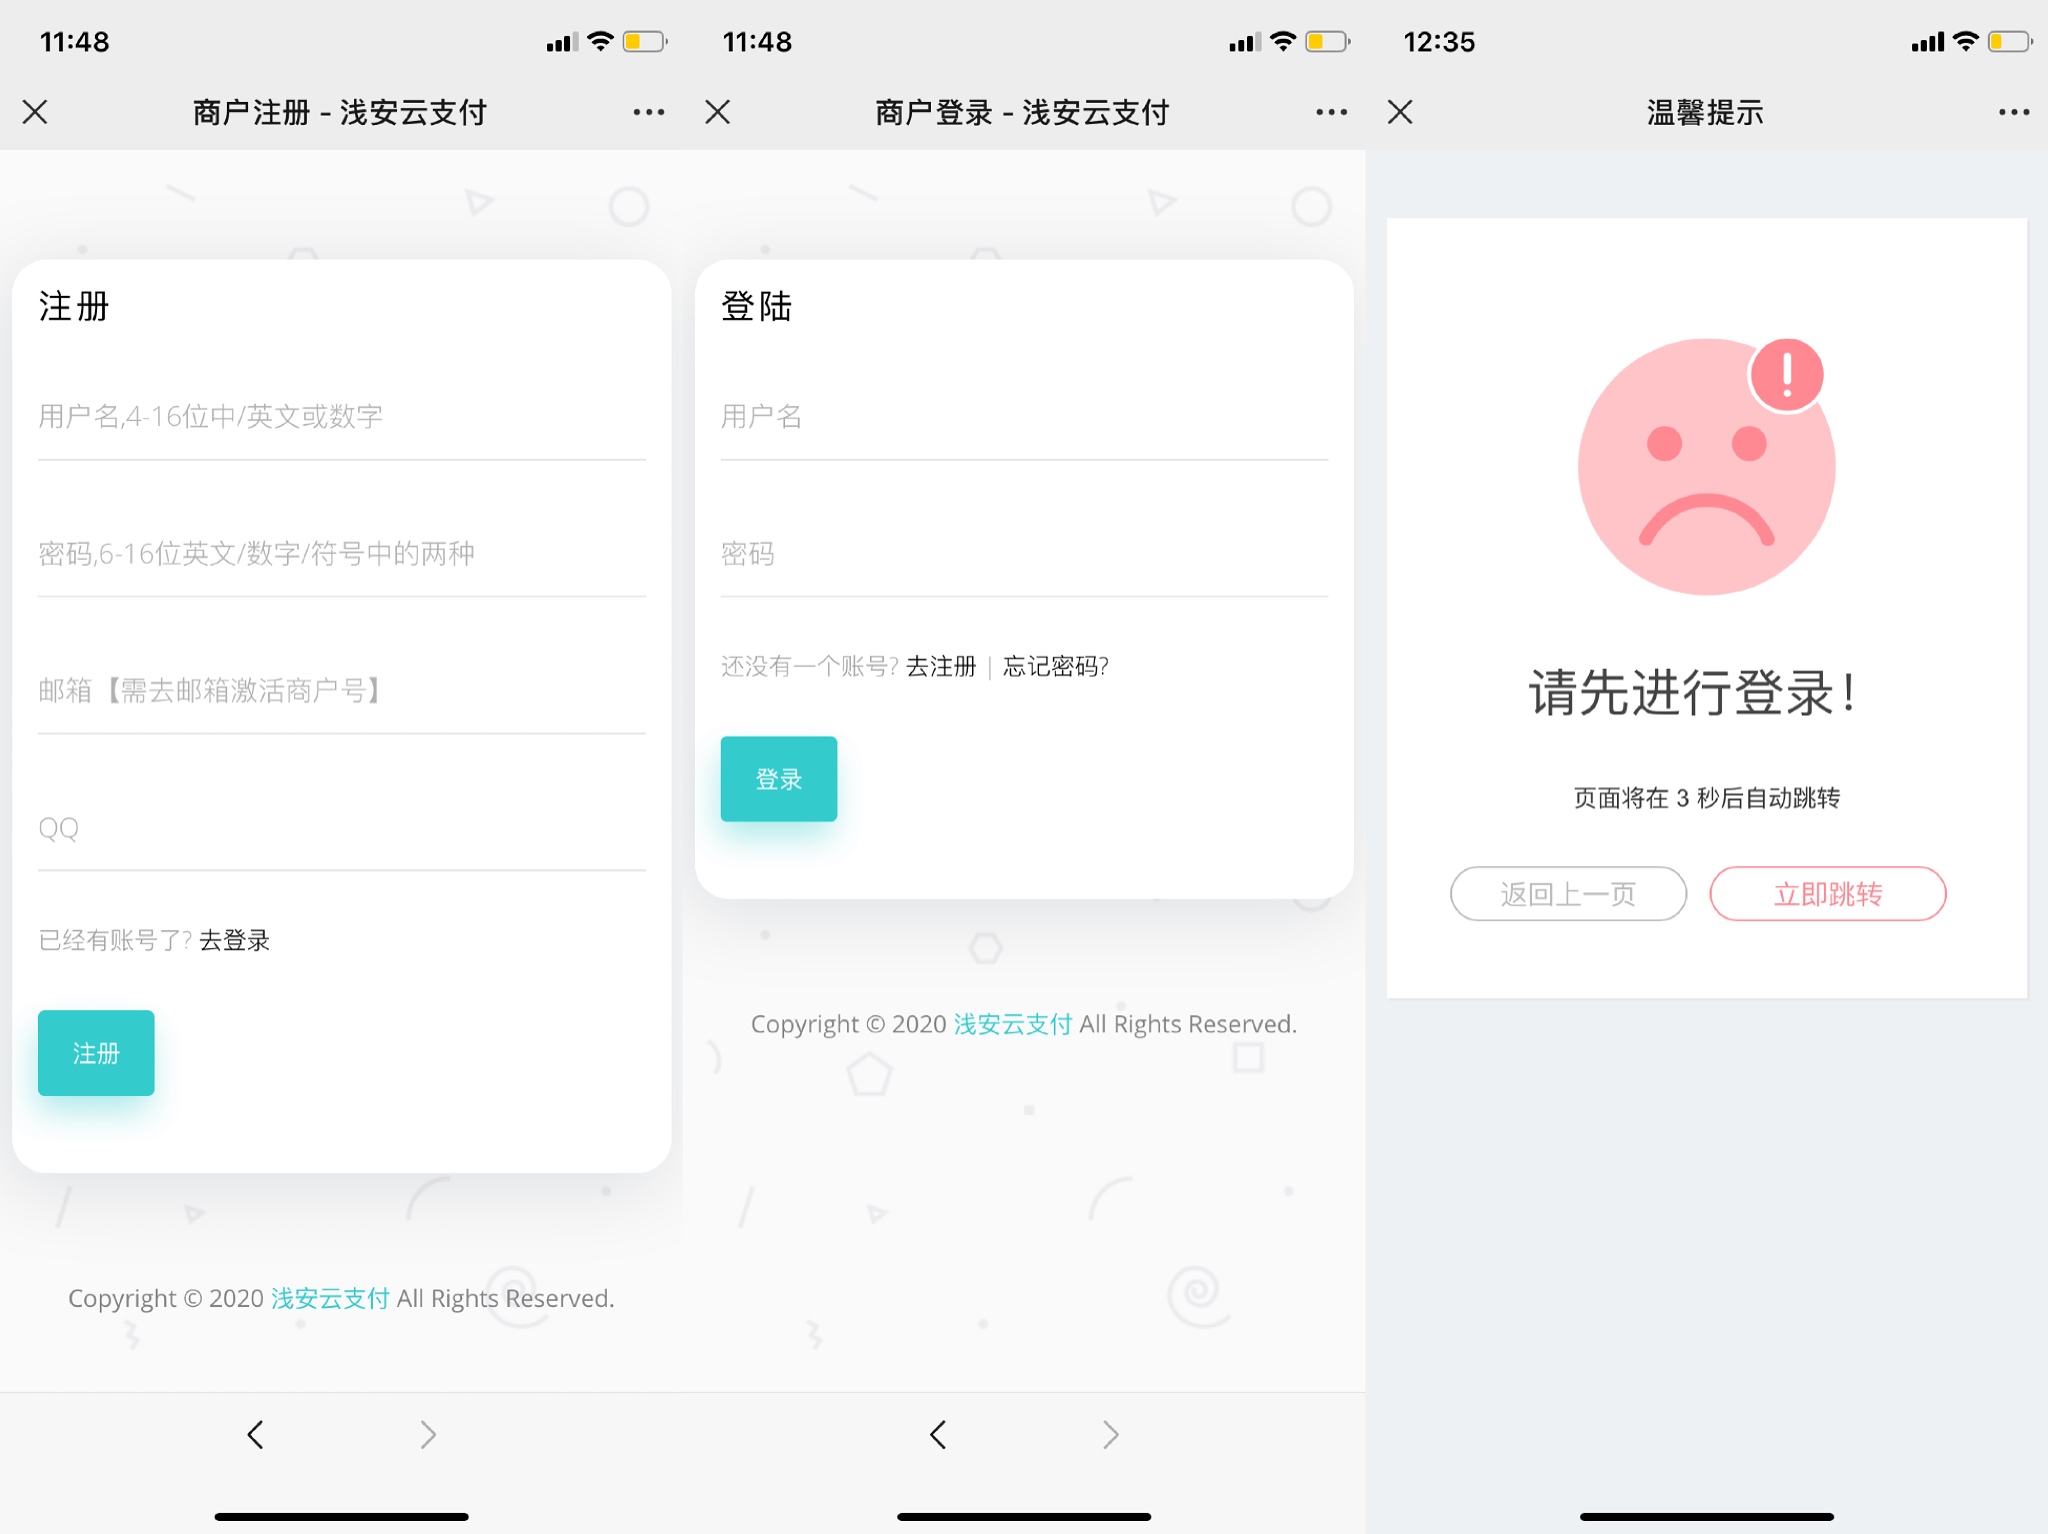 11:48
商户注册 - 浅安云支付
注册
用户名,4-16位中/英文或数字
密码,6-16位英文/数字/符号中的两种
邮箱【需去邮箱激活商户号】
QQ
已经有账号了? 去登录
注册
Copyright © 2020 浅安云支付 All Rights Reserved.
11:48
商户登录 - 浅安云支付
登陆
用户名
密码
还没有一个账号? 去注册 | 忘记密码?
登录
Copyright © 2020 浅安云支付 All Rights Reserved.
12:35
温馨提示
请先进行登录!
页面将在 3 秒后自动跳转
返回上一页
立即跳转